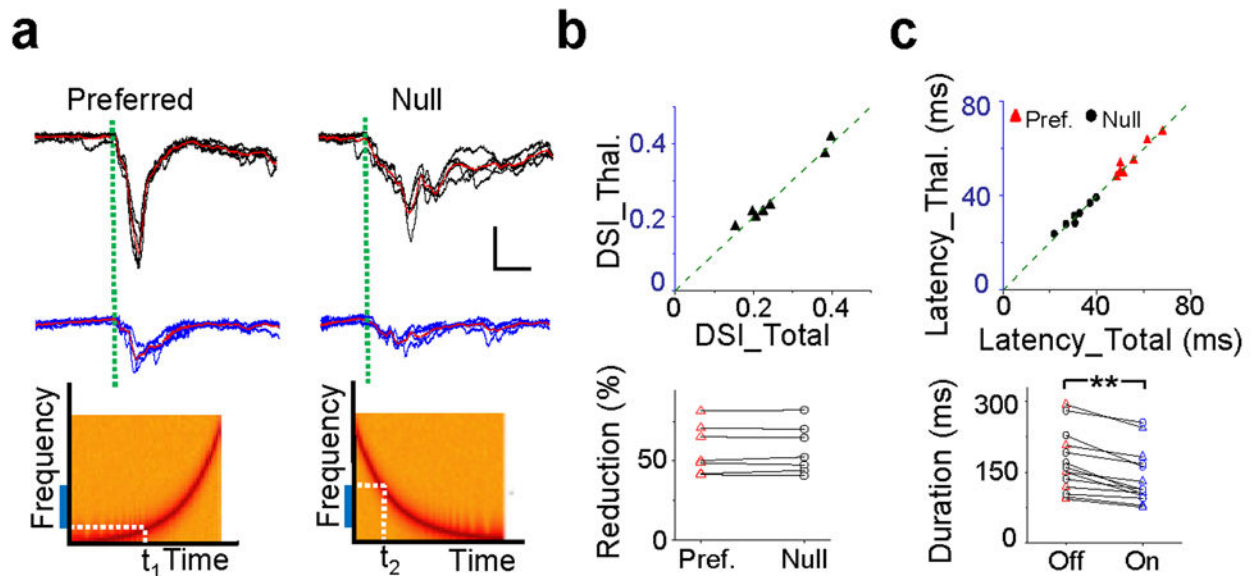 a
Preferred
Null
Frequency
t1 Time
Frequency
t2 Time
b
DSI_Thal.
0.4
0.2
0
0 0.2 0.4
DSI_Total
Reduction (%)
50
0
Pref. Null
c
Latency_Thal. (ms)
80
40
0
Pref. Null
0 40 80
Latency_Total (ms)
Duration (ms)
300
150
0
**
Off On